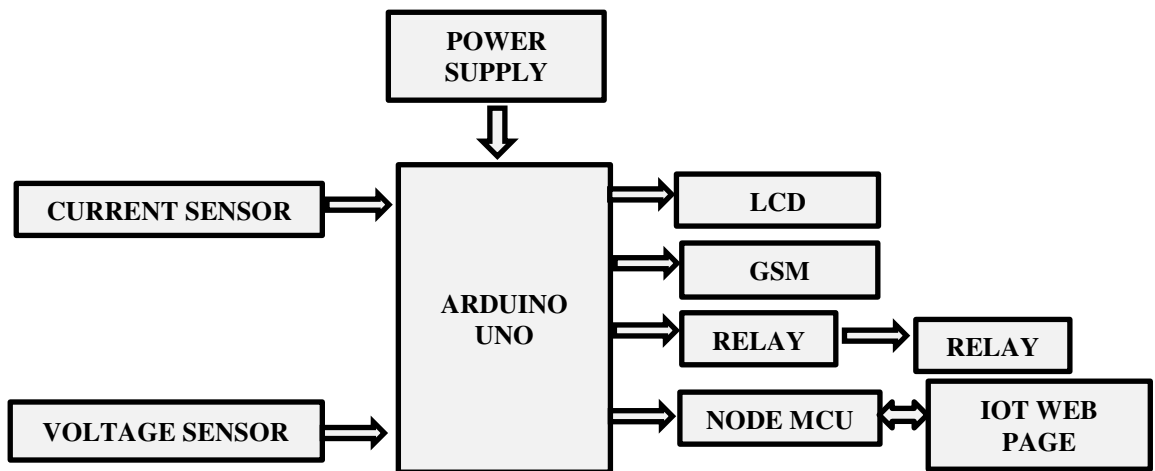 POWER
SUPPLY
CURRENT SENSOR
LCD
GSM
ARDUINO
UNO
RELAY
RELAY
VOLTAGE SENSOR
NODE MCU
IOT WEB
PAGE